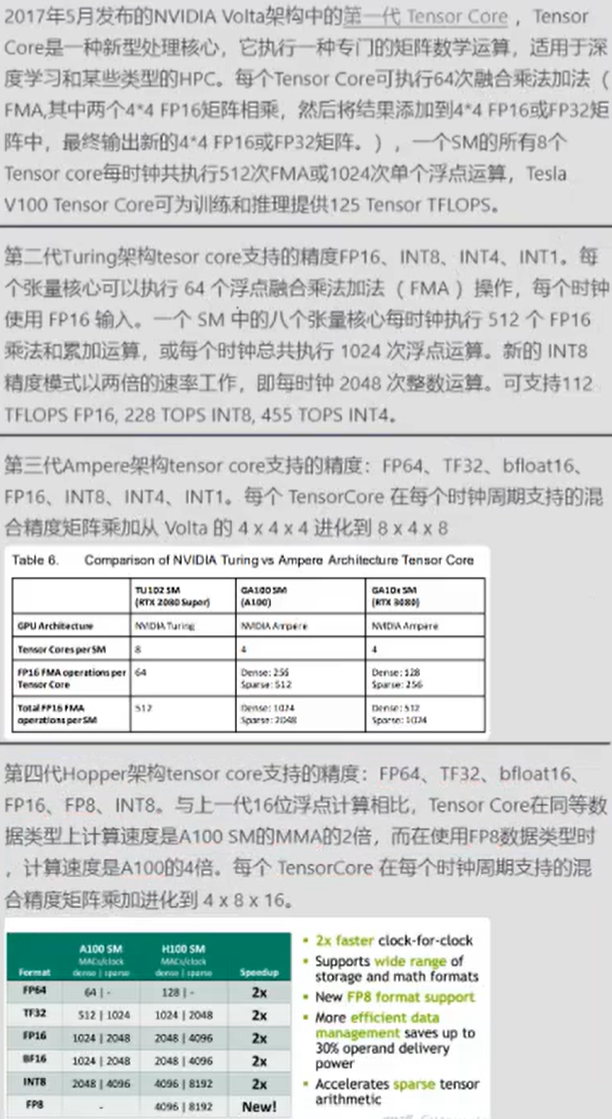 2017年5月发布的NVIDIA Volta架构中的第一代 Tensor Core ，Tensor
Core是一种新型处理核心，它执行一种专门的矩阵数学运算，适用于深
度学习和某些类型的HPC。每个Tensor Core可执行64次融合乘法加法（
FMA,其中两个4*4 FP16矩阵相乘，然后将结果添加到4*4 FP16或FP32矩
阵中，最终输出新的4*4 FP16或FP32矩阵。），一个SM的所有8个
Tensor core每时钟共执行512次FMA或1024次单个浮点运算，Tesla
V100 Tensor Core可为训练和推理提供125 Tensor TFLOPS。
第二代Turing架构tesor core支持的精度FP16、INT8、INT4、INT1。每
个张量核心可以执行 64 个浮点融合乘法加法（ FMA ）操作，每个时钟
使用 FP16 输入。一个 SM 中的八个张量核心每时钟执行 512 个 FP16
乘法和累加运算，或每个时钟总共执行 1024 次浮点运算。新的 INT8
精度模式以两倍的速率工作，即每时钟 2048 次整数运算。可支持112
TFLOPS FP16, 228 TOPS INT8, 455 TOPS INT4。
第三代Ampere架构tensor core支持的精度：FP64、TF32、bfloat16、
FP16、INT8、INT4、INT1。每个 TensorCore 在每个时钟周期支持的混
合精度矩阵乘加从 Volta 的 4 x 4 x 4 进化到 8 x 4 x 8
Table 6. Comparison of NVIDIA Turing vs Ampere Architecture Tensor Core
TU102 SM (RTX 2080 Super) GA100 SM (A100) GA10x SM (RTX 3080)
GPU Architecture NVIDIA Turing NVIDIA Ampere NVIDIA Ampere
Tensor Cores per SM 8 4 4
FP16 FMA operations per Tensor Core 64 Dense: 256 Sparse: 512 Dense: 128 Sparse: 256
Total FP16 FMA operations per SM 512 Dense: 1024 Sparse: 2048 Dense: 512 Sparse: 1024
第四代Hopper架构tensor core支持的精度：FP64、TF32、bfloat16、
FP16、FP8、INT8。与上一代16位浮点计算相比，Tensor Core在同等数
据类型上计算速度是A100 SM的MMA的2倍，而在使用FP8数据类型时
，计算速度是A100的4倍。每个 TensorCore 在每个时钟周期支持的混
合精度矩阵乘加进化到 4 x 8 x 16。
A100 SM H100 SM
MACs/clock MACs/clock
Format dense | sparse dense | sparse Speedup
FP64 64 | - 128 | - 2x
TF32 512 | 1024 1024 | 2048 2x
FP16 1024 | 2048 2048 | 4096 2x
BF16 1024 | 2048 2048 | 4096 2x
INT8 2048 | 4096 4096 | 8192 2x
FP8 - 4096 | 8192 New!
2x faster clock-for-clock
Supports wide range of
storage and math formats
New FP8 format support
More efficient data
management saves up to
30% operand delivery
power
Accelerates sparse tensor
arithmetic